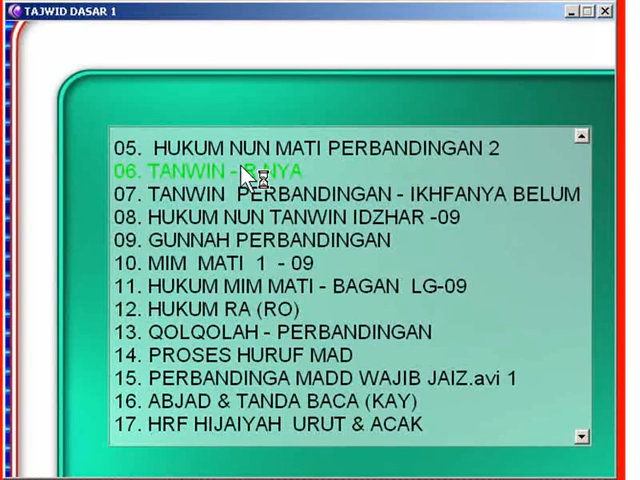 TAJWID DASAR 1
05. HUKUM NUN MATI PERBANDINGAN 2
06. TANWIN - NYA
07. TANWIN PERBANDINGAN - IKHFANYA BELUM
08. HUKUM NUN TANWIN IDZHAR -09
09. GUNNAH PERBANDINGAN
10. MIM MATI 1 - 09
11. HUKUM MIM MATI - BAGAN LG-09
12. HUKUM RA (RO)
13. QOLQOLAH - PERBANDINGAN
14. PROSES HURUF MAD
15. PERBANDINGA MADD WAJIB JAIZ.avi 1
16. ABJAD & TANDA BACA (KAY)
17. HRF HIJAIYAH URUT & ACAK